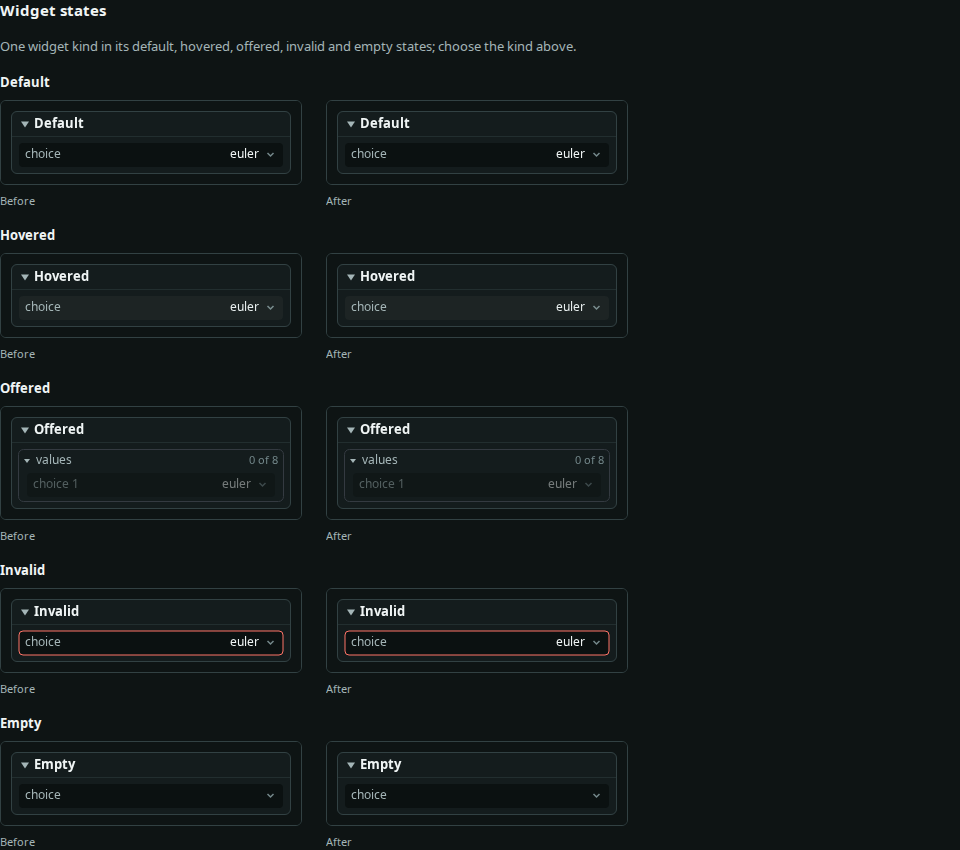 Widget states
One widget kind in its default, hovered, offered, invalid and empty states; choose the kind above.
Default
Default
choice euler
Default
choice euler
Before
After
Hovered
Hovered
choice euler
Hovered
choice euler
Before
After
Offered
Offered
values 0 of 8
choice 1 euler
Offered
values 0 of 8
choice 1 euler
Before
After
Invalid
Invalid
choice euler
Invalid
choice euler
Before
After
Empty
Empty
choice
Empty
choice
Before
After